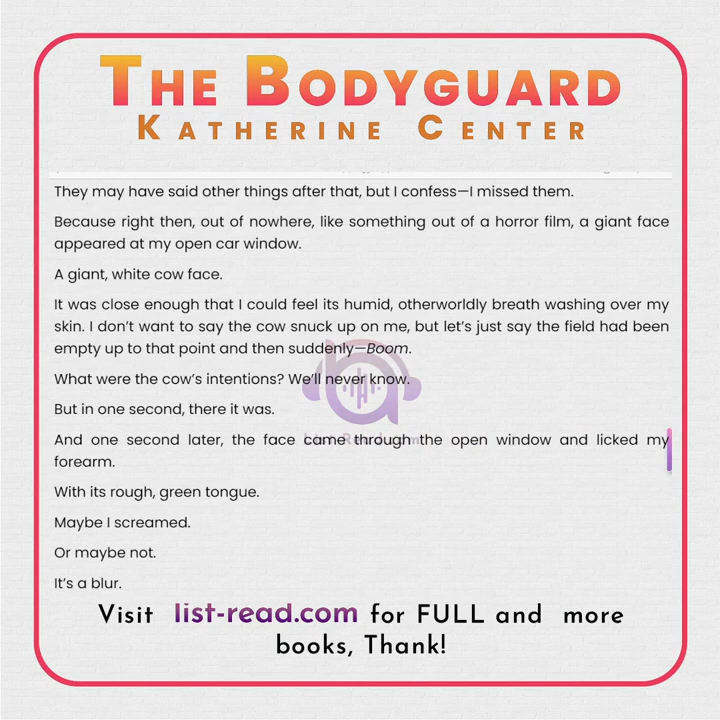 THE BODYGUARD
KATHERINE CENTER
They may have said other things after that, but I confess—I missed them.
Because right then, out of nowhere, like something out of a horror film, a giant face
appeared at my open car window.
A giant, white cow face.
It was close enough that I could feel its humid, otherworldly breath washing over my
skin. I don’t want to say the cow snuck up on me, but let’s just say the field had been
empty up to that point and then suddenly—Boom.
What were the cow’s intentions? We’ll never know.
But in one second, there it was.
And one second later, the face came through the open window and licked my
forearm.
With its rough, green tongue.
Maybe I screamed.
Or maybe not.
It’s a blur.
Visit list-read.com for FULL and more
books, Thank!